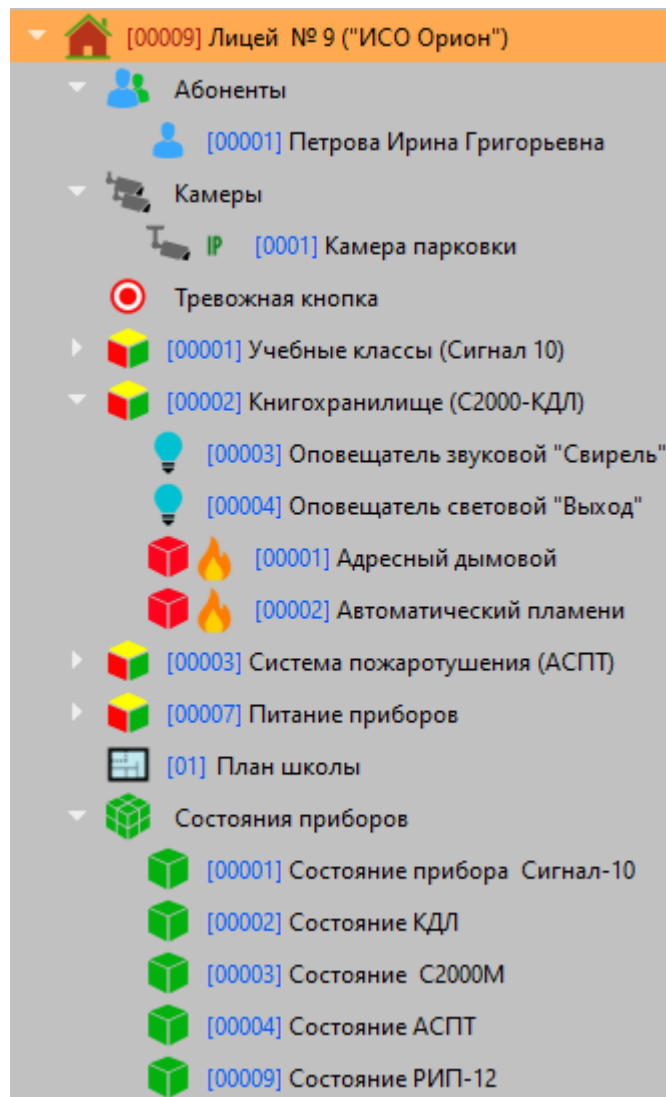 [00009] Лицей № 9 ("ИСО Орион")
Абоненты
[00001] Петрова Ирина Григорьевна
Камеры
IP [0001] Камера парковки
Тревожная кнопка
[00001] Учебные классы (Сигнал 10)
[00002] Книгохранилище (С2000-КДЛ)
[00003] Оповещатель звуковой "Свирель"
[00004] Оповещатель световой "Выход"
[00001] Адресный дымовой
[00002] Автоматический пламени
[00003] Система пожаротушения (АСПТ)
[00007] Питание приборов
[01] План школы
Состояния приборов
[00001] Состояние прибора Сигнал-10
[00002] Состояние КДЛ
[00003] Состояние С2000М
[00004] Состояние АСПТ
[00009] Состояние РИП-12